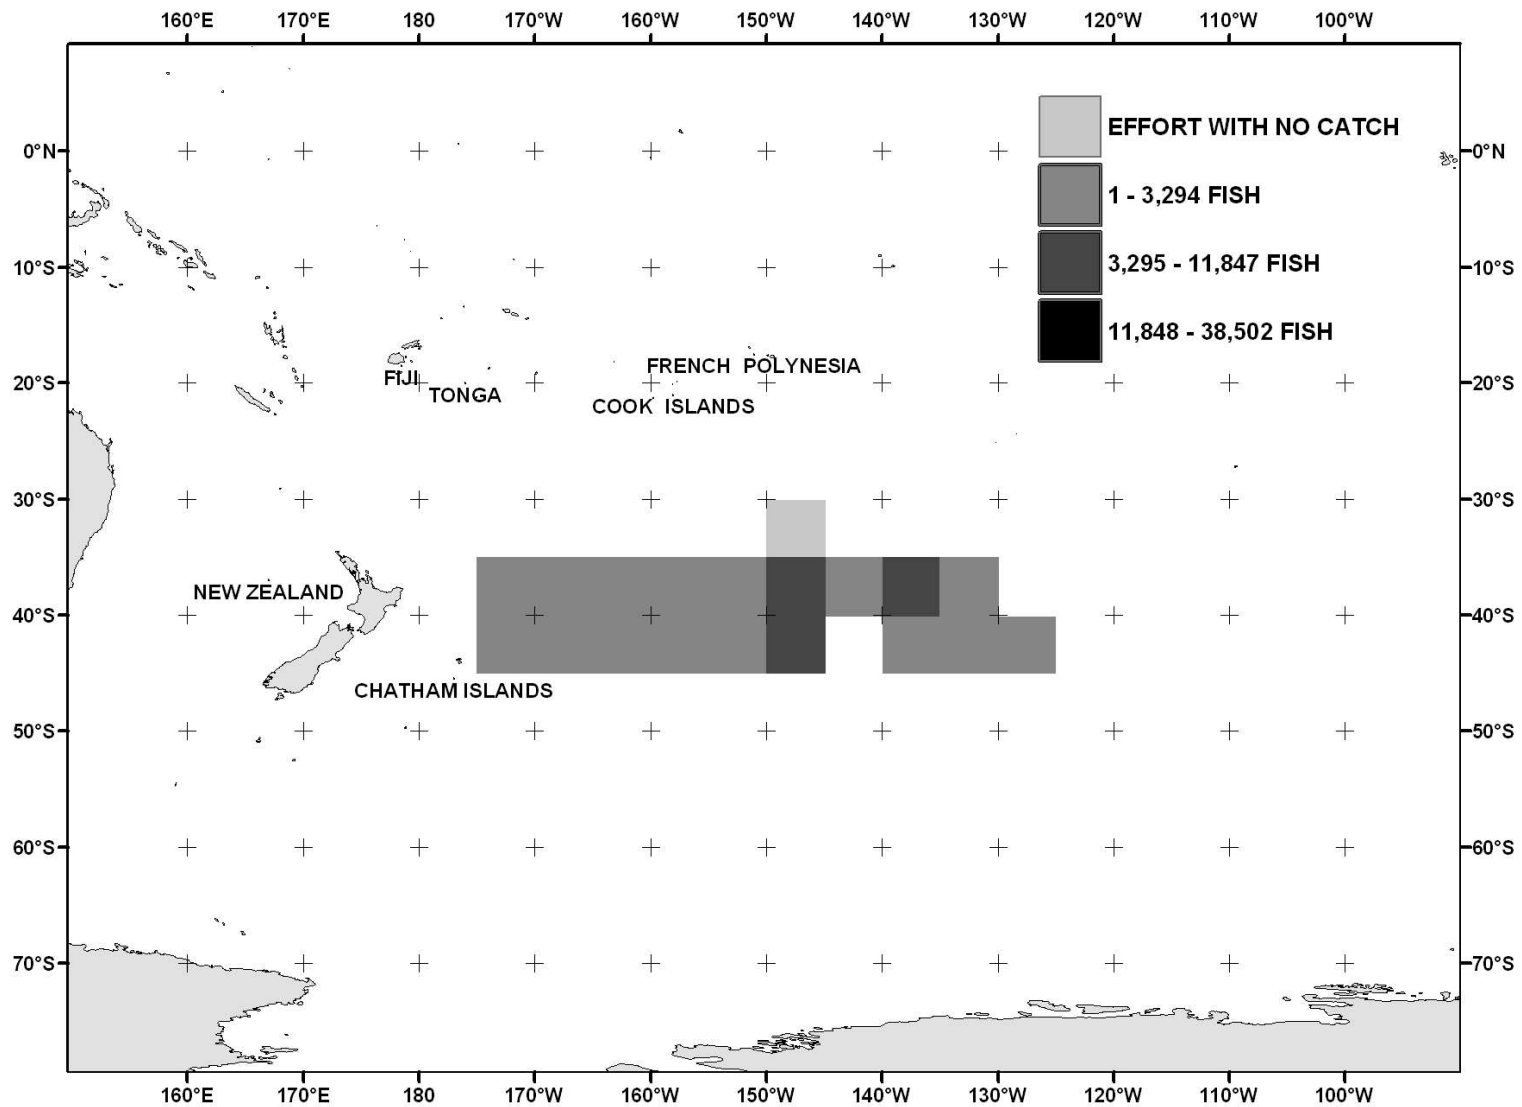 160°E 170°E 180 170°W 160°W 150°W 140°W 130°W 120°W 110°W 100°W
EFFORT WITH NO CATCH
0°N 0°N
1 - 3,294 FISH
3,295 - 11,847 FISH
10°S 10°S
11,848 - 38,502 FISH
FRENCH POLYNESIA
FIJI
20°S 20°S
TONGA
COOK ISLANDS
30°S 30°S
NEW ZEALAND
40°S 40°S
CHATHAM ISLANDS
50°S 50°S
60°S 60°S
70°S 70°S
160°E 170°E 180 170°W 160°W 150°W 140°W 130°W 120°W 110°W 100°W